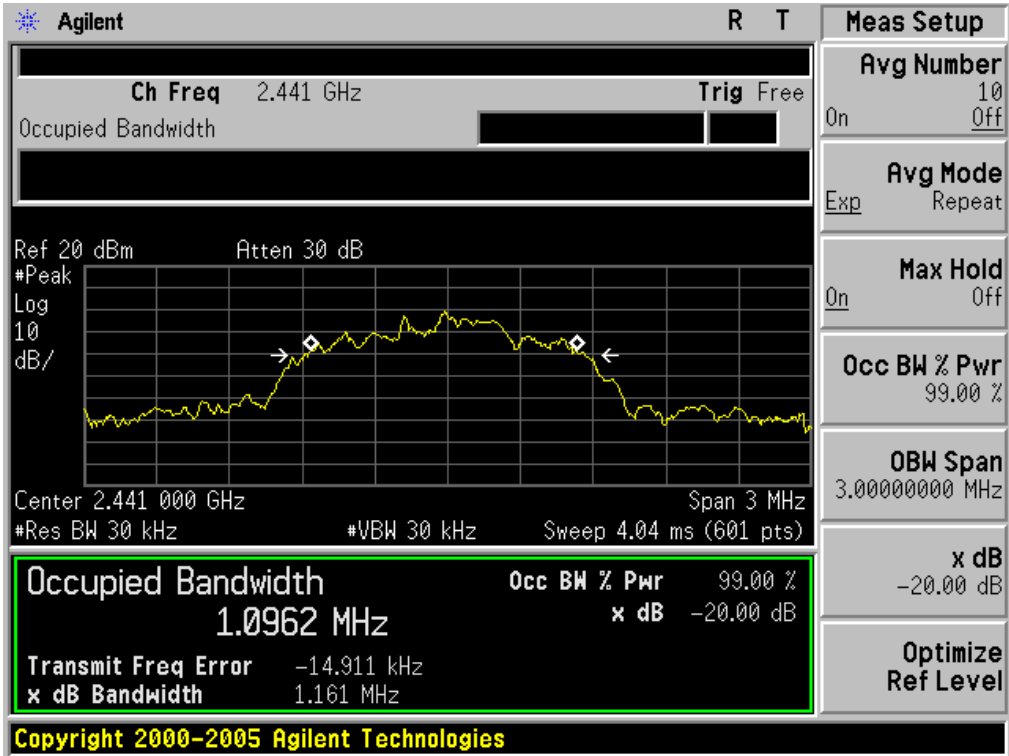 Agilent R T
Ch Freq 2.441 GHz Trig Free
Occupied Bandwidth
Ref 20 dBm Atten 30 dB
#Peak
Log
10
dB/
Center 2.441 000 GHz Span 3 MHz
#Res BW 30 kHz #VBW 30 kHz Sweep 4.04 ms (601 pts)
Occupied Bandwidth Occ BW % Pwr 99.00 %
1.0962 MHz x dB -20.00 dB
Transmit Freq Error -14.911 kHz
x dB Bandwidth 1.161 MHz
Copyright 2000-2005 Agilent Technologies
Meas Setup
Avg Number
10
On Off
Avg Mode
Exp Repeat
Max Hold
On Off
Occ BW % Pwr
99.00 %
OBW Span
3.00000000 MHz
x dB
-20.00 dB
Optimize
Ref Level